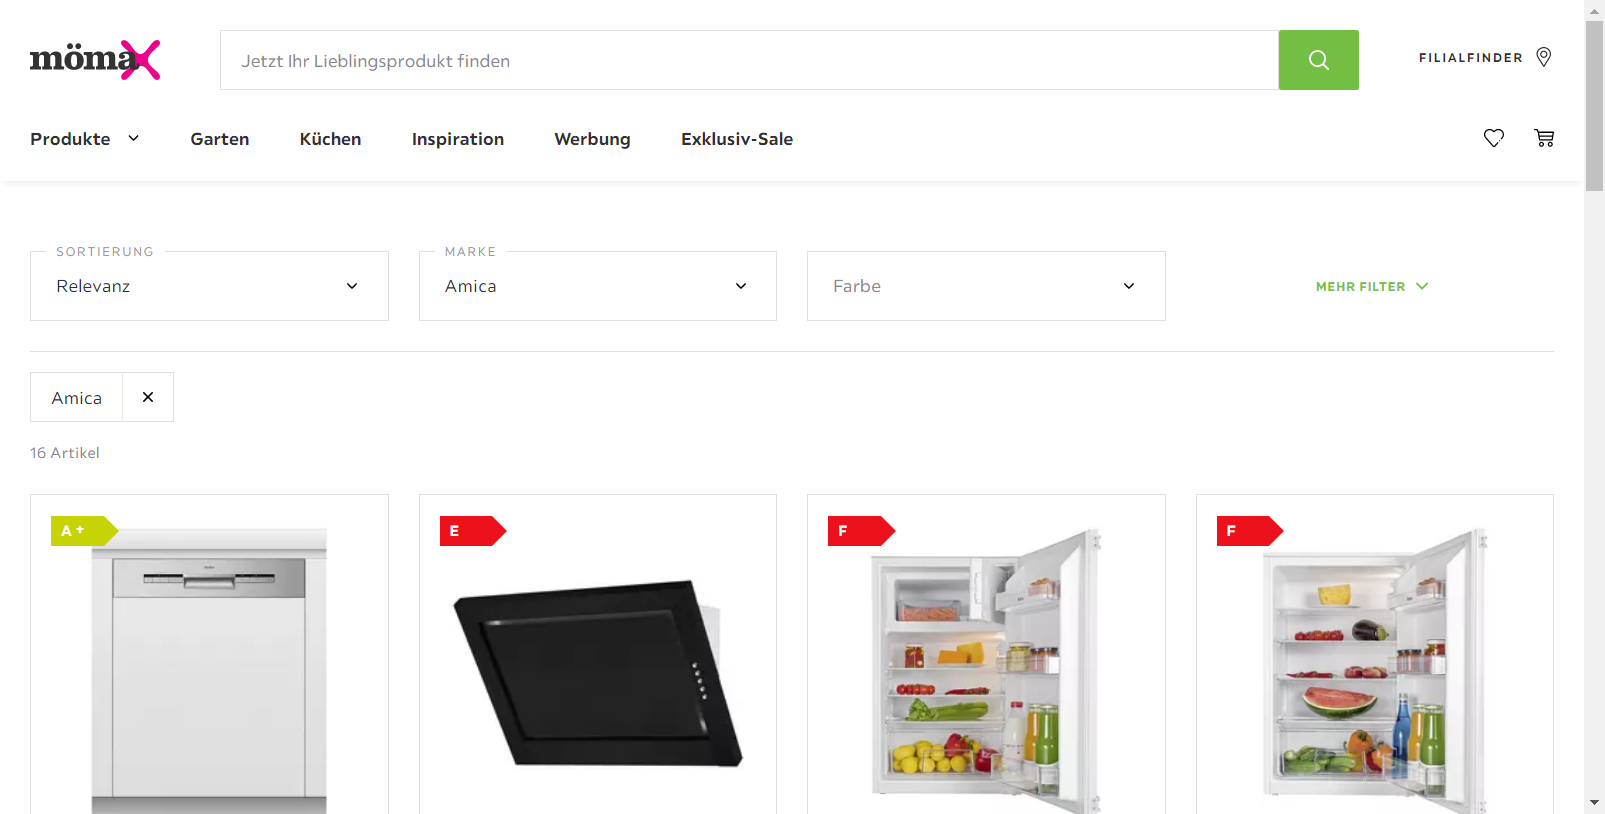 mömax
Jetzt Ihr Lieblingsprodukt finden
FILIALFINDER
Produkte
Garten
Küchen
Inspiration
Werbung
Exklusiv-Sale
SORTIERUNG
Relevanz
MARKE
Amica
Farbe
MEHR FILTER
Amica
16 Artikel
A+
E
F
F